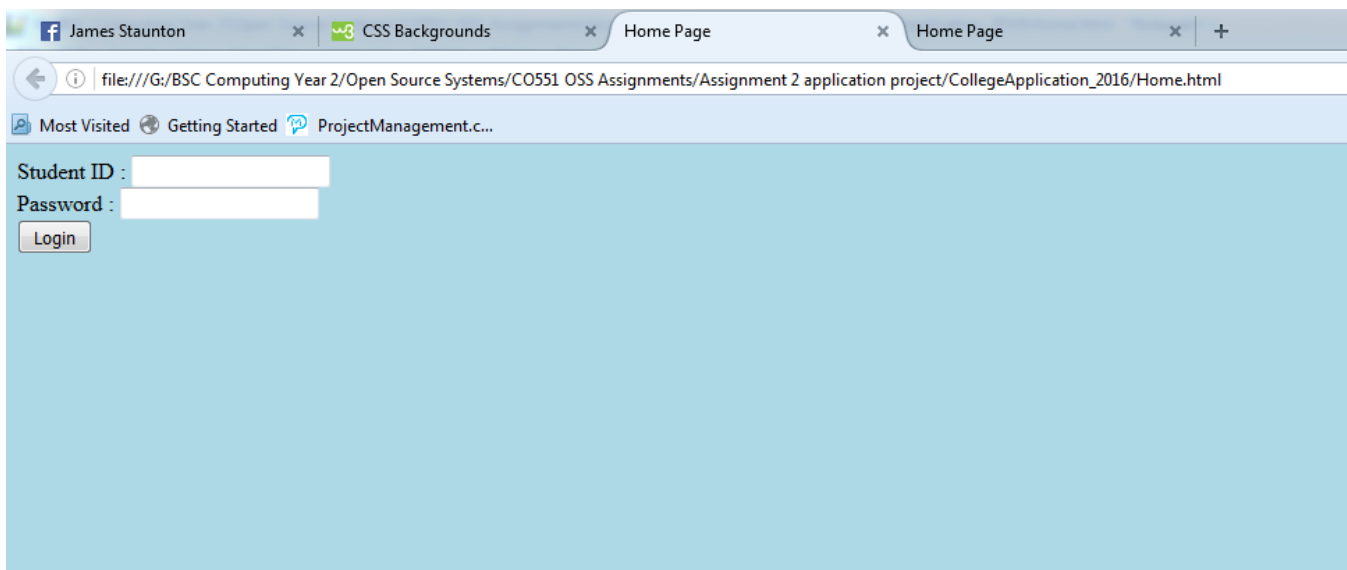 James Staunton × CSS Backgrounds × Home Page × Home Page × +
file:///G:/BSC Computing Year 2/Open Source Systems/CO551 OSS Assignments/Assignment 2 application project/CollegeApplication_2016/Home.html
Most Visited Getting Started ProjectManagement.c...
Student ID :
Password :
Login